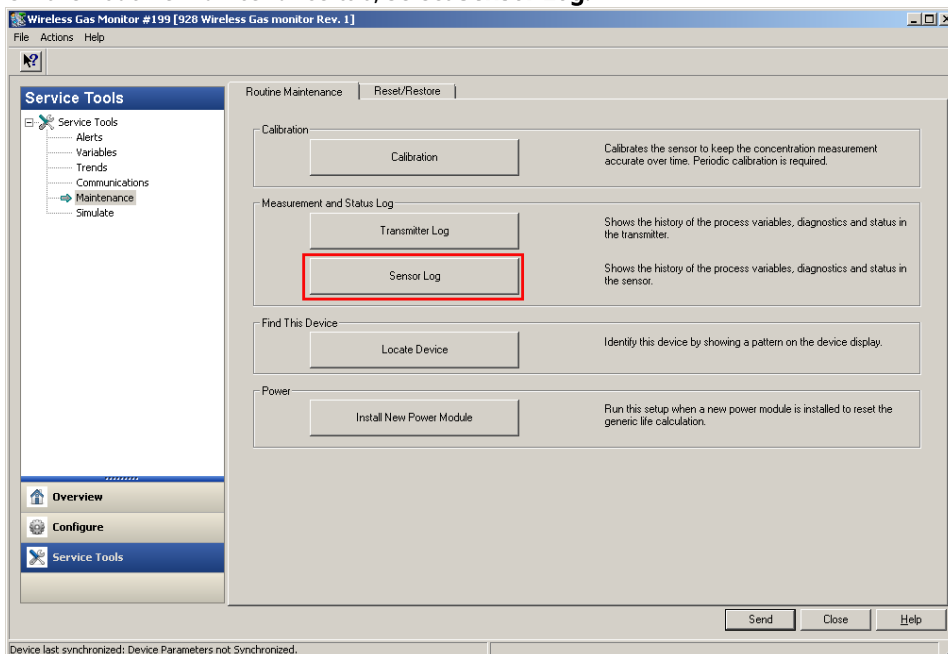 Wireless Gas Monitor #199 [928 Wireless Gas monitor Rev. 1]
File Actions Help
Service Tools
Service Tools
Alerts
Variables
Trends
Communications
Maintenance
Simulate
Overview
Configure
Service Tools
Routine Maintenance Reset/Restore
Calibration
Calibration
Calibrates the sensor to keep the concentration measurement
accurate over time. Periodic calibration is required.
Measurement and Status Log
Transmitter Log
Shows the history of the process variables, diagnostics and status in
the transmitter.
Sensor Log
Shows the history of the process variables, diagnostics and status in
the sensor.
Find This Device
Locate Device
Identify this device by showing a pattern on the device display.
Power
Install New Power Module
Run this setup when a new power module is installed to reset the
generic life calculation.
Send Close Help
Device last synchronized: Device Parameters not Synchronized.